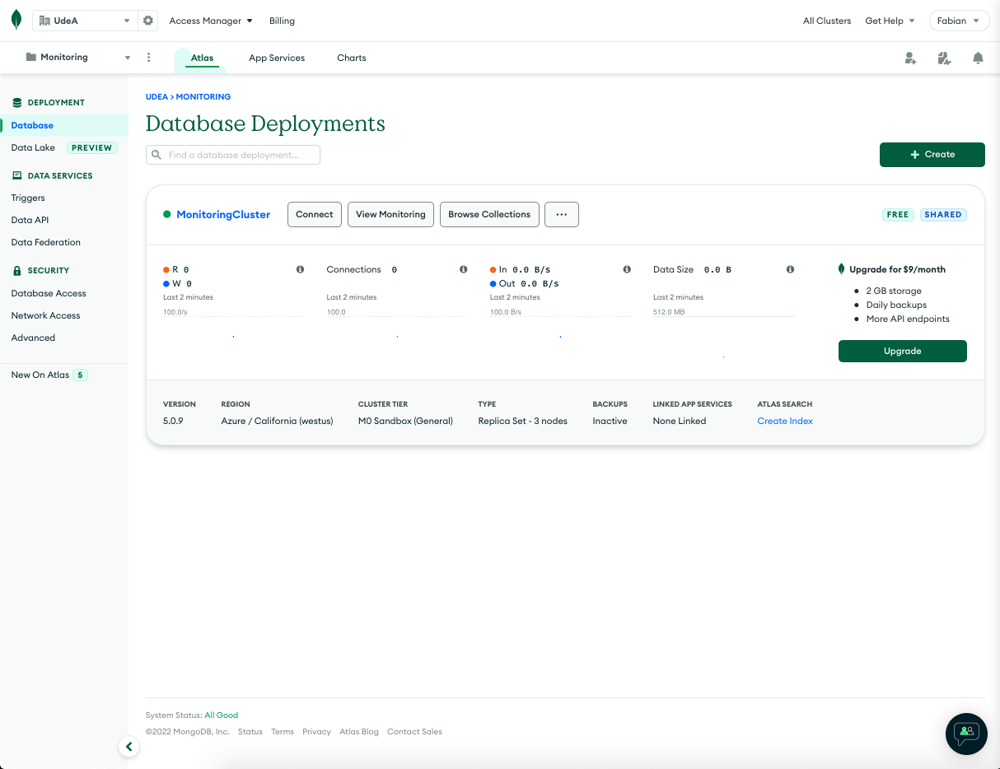 UdeA Access Manager Billing All Clusters Get Help Fabian
Monitoring Atlas App Services Charts
DEPLOYMENT
Database
Data Lake PREVIEW
DATA SERVICES
Triggers
Data API
Data Federation
SECURITY
Database Access
Network Access
Advanced
New On Atlas 5
UDEA > MONITORING
Database Deployments
Find a database deployment...
+ Create
MonitoringCluster Connect View Monitoring Browse Collections ... FREE SHARED
R 0
W 0
Last 2 minutes
100.0/s
Connections 0
Last 2 minutes
100.0
In 0.0 B/s
Out 0.0 B/s
Last 2 minutes
100.0 B/s
Data Size 0.0 B
Last 2 minutes
512.0 MB
Upgrade for $9/month
• 2 GB storage
• Daily backups
• More API endpoints
Upgrade
VERSION REGION CLUSTER TIER TYPE BACKUPS LINKED APP SERVICES ATLAS SEARCH
5.0.9 Azure / California (westus) M0 Sandbox (General) Replica Set - 3 nodes Inactive None Linked Create Index
System Status: All Good
©2022 MongoDB, Inc. Status Terms Privacy Atlas Blog Contact Sales